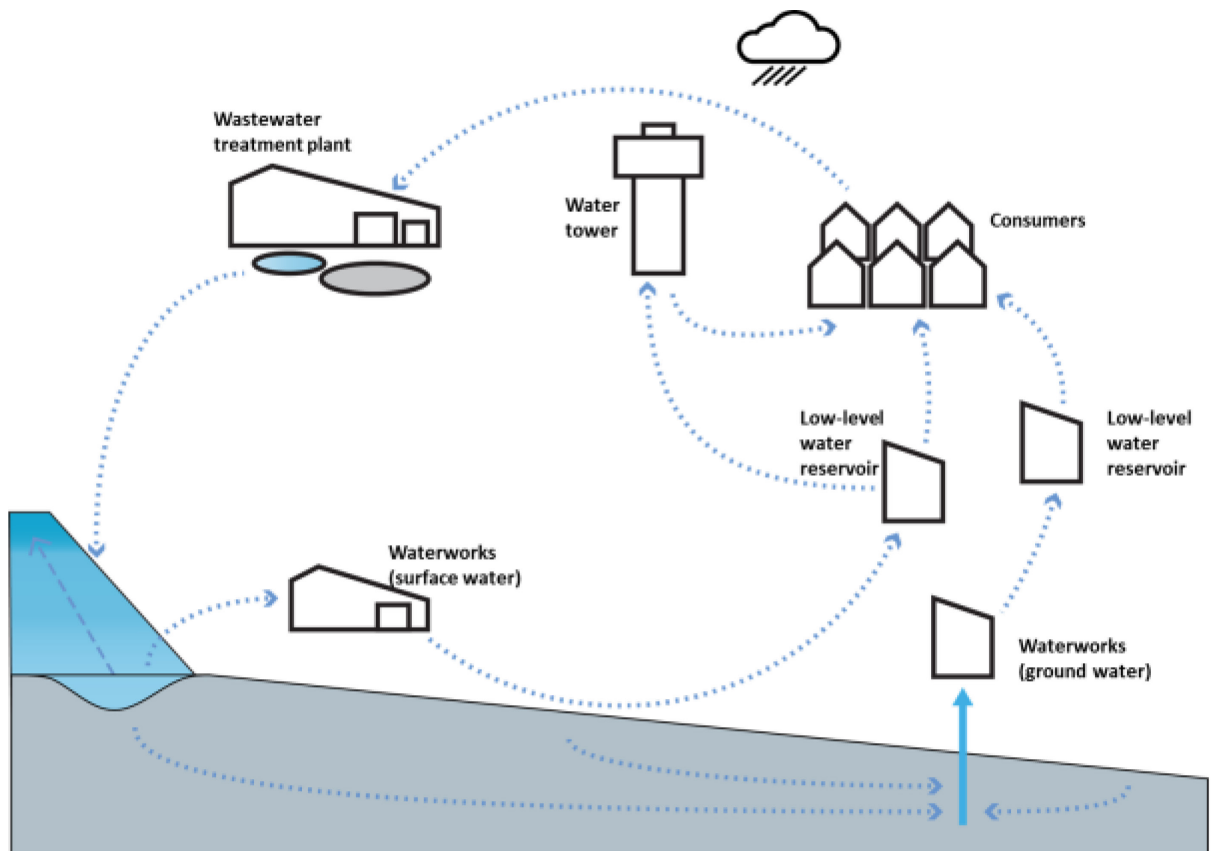 Wastewater
treatment plant
Water
tower
Consumers
Low-level
water
reservoir
Low-level
water
reservoir
Waterworks
(surface water)
Waterworks
(ground water)